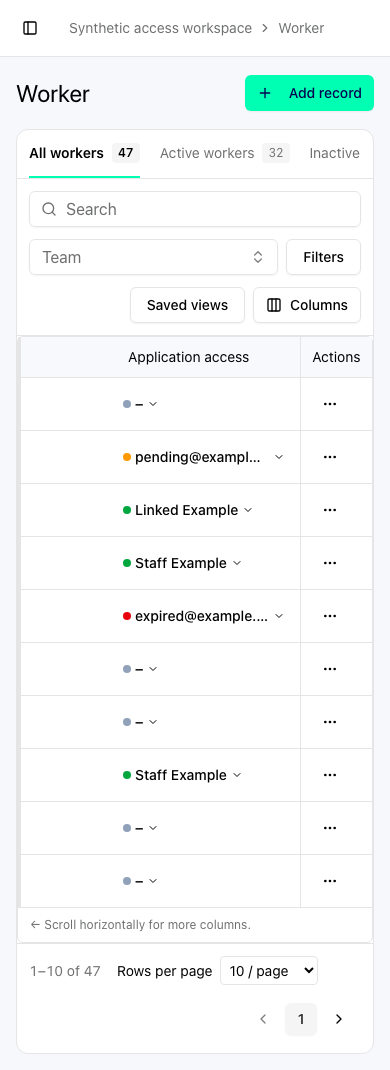 Synthetic access workspace > Worker
Worker
+ Add record
All workers 47 Active workers 32 Inactive
Search
Team
Filters
Saved views
Columns
Application access Actions
– ...
pending@exampl... ...
Linked Example ...
Staff Example ...
expired@example.... ...
– ...
– ...
Staff Example ...
– ...
– ...
← Scroll horizontally for more columns.
1–10 of 47 Rows per page 10 / page
< 1 >